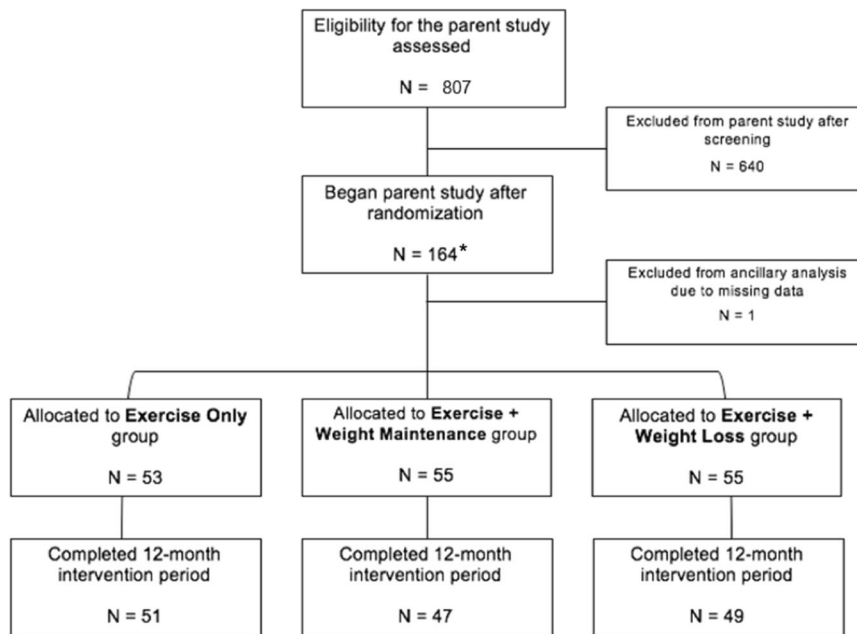 Eligibility for the parent study
assessed
N = 807
Excluded from parent study after
screening
N = 640
Began parent study after
randomization
N = 164*
Excluded from ancillary analysis
due to missing data
N = 1
Allocated to Exercise Only
group
N = 53
Allocated to Exercise +
Weight Maintenance group
N = 55
Allocated to Exercise +
Weight Loss group
N = 55
Completed 12-month
intervention period
N = 51
Completed 12-month
intervention period
N = 47
Completed 12-month
intervention period
N = 49